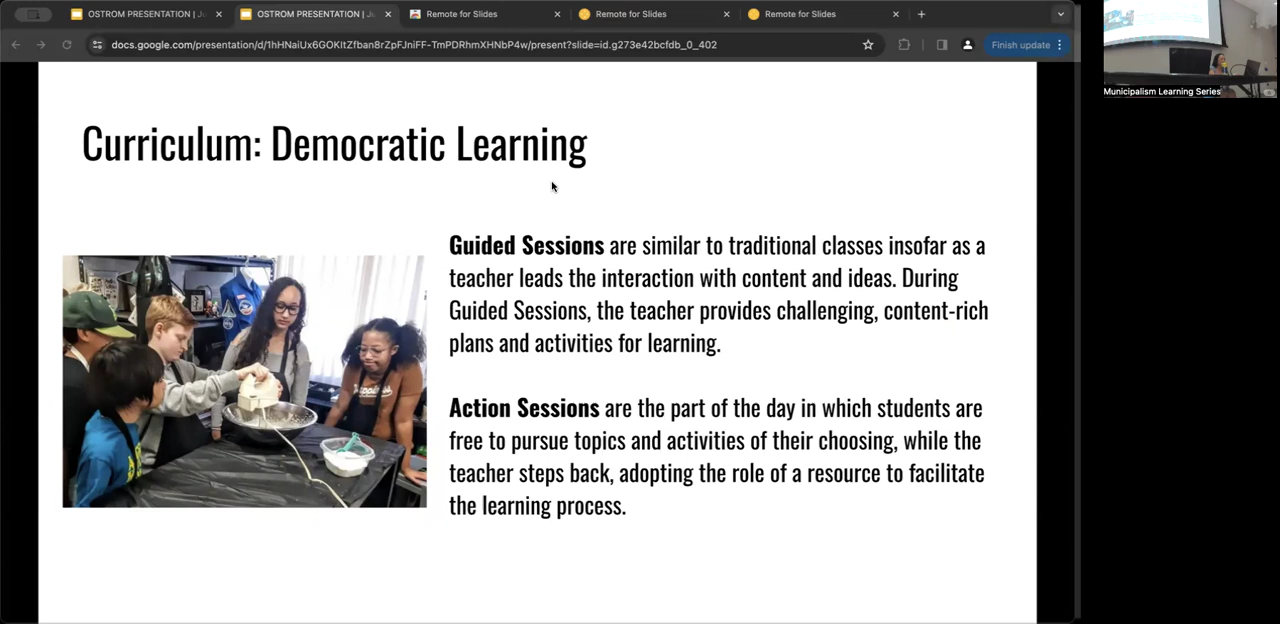 OSTROM PRESENTATION | Ju
OSTROM PRESENTATION | Ju
Remote for Slides
Remote for Slides
Remote for Slides
docs.google.com/presentation/d/1hHNaiUx6GOKItZfban8rZpFJniFF-TmPDRhmXHNbP4w/present?slide=id.g273e42bcfdb_0_402
Finish update
Municipalism Learning Series
Curriculum: Democratic Learning
Guided Sessions are similar to traditional classes insofar as a
teacher leads the interaction with content and ideas. During
Guided Sessions, the teacher provides challenging, content-rich
plans and activities for learning.
Action Sessions are the part of the day in which students are
free to pursue topics and activities of their choosing, while the
teacher steps back, adopting the role of a resource to facilitate
the learning process.